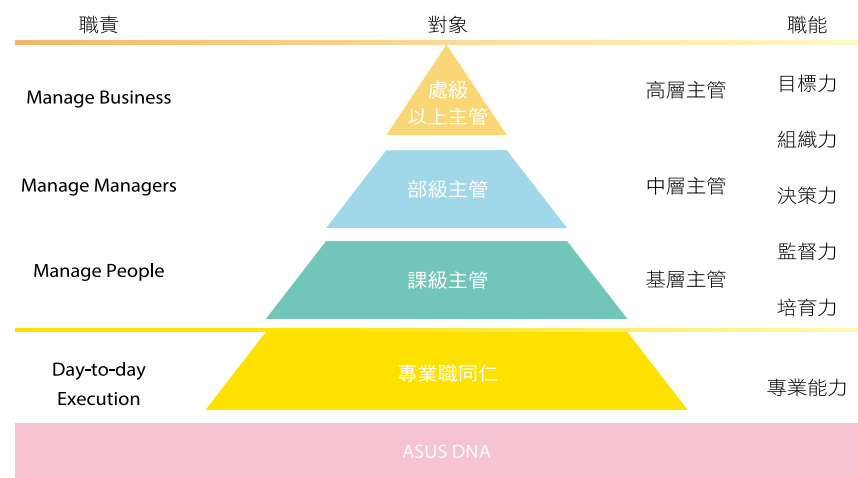 職責 對象 職能
Manage Business
處級
以上主管
高層主管
目標力
組織力
Manage Managers
部級主管
中層主管
決策力
監督力
Manage People
課級主管
基層主管
培育力
Day-to-day
Execution
專業職同仁
專業能力
ASUS DNA